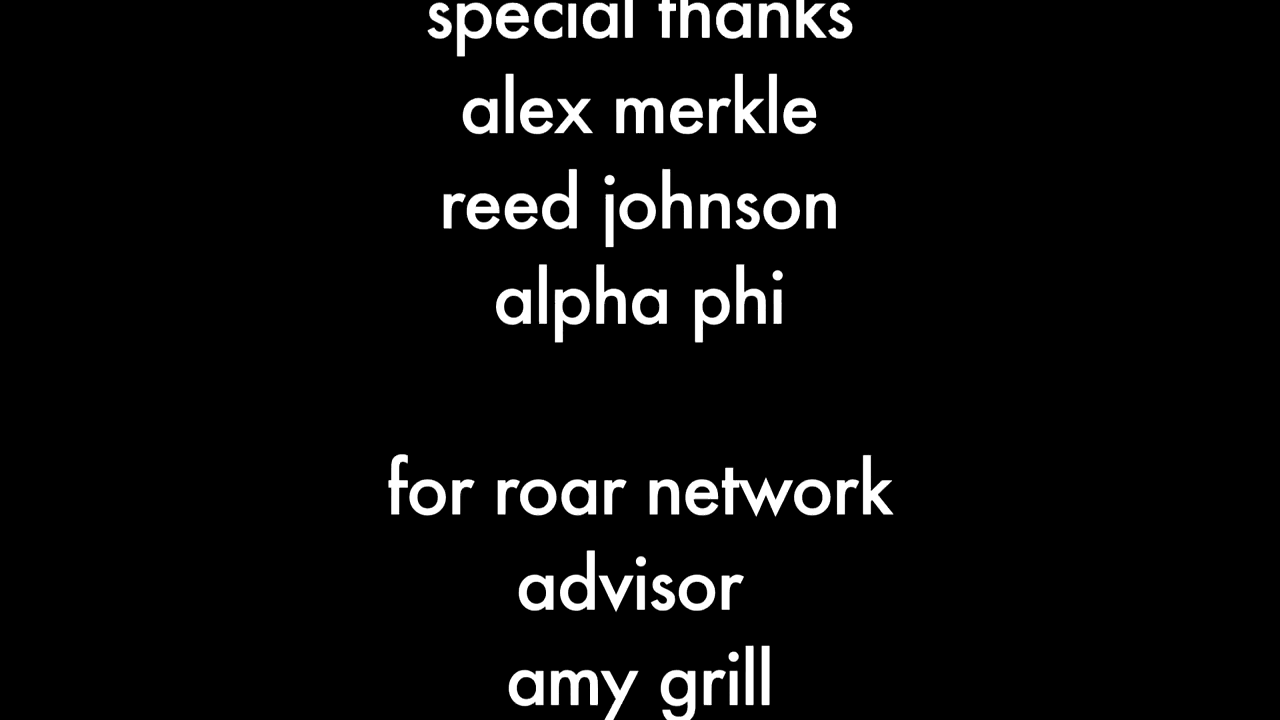 special thanks
alex merkle
reed johnson
alpha phi
for roar network
advisor
amy grill